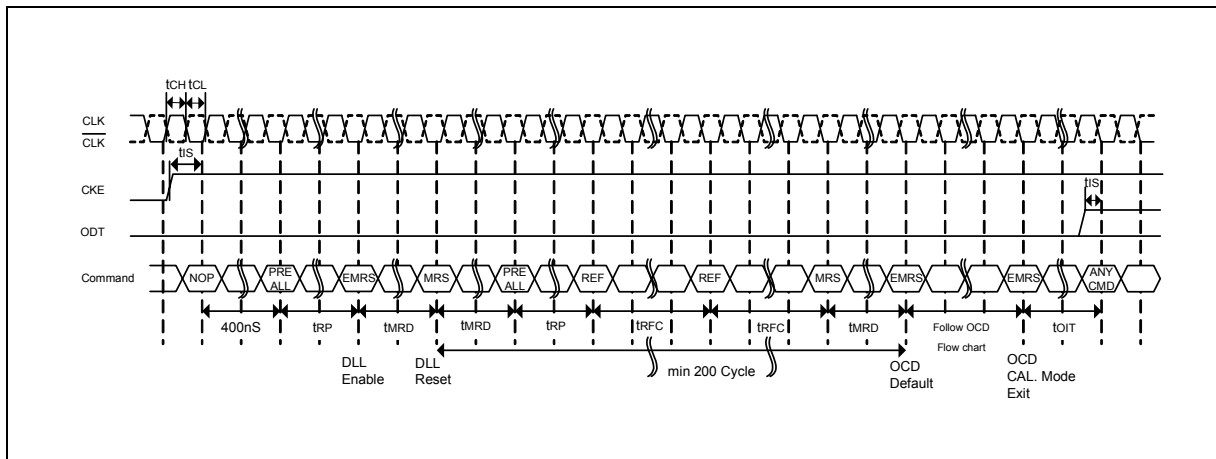 tCH tCL
CLK
CLK
tIS
CKE
tIS
ODT
Command NOP PRE ALL EMRS MRS PRE ALL REF REF MRS EMRS EMRS ANY CMD
400nS tRP tMRD tMRD tRP tRFC tRFC tMRD Follow OCD Flow chart tOIT
DLL Enable
DLL Reset
min 200 Cycle
OCD Default
OCD CAL. Mode Exit